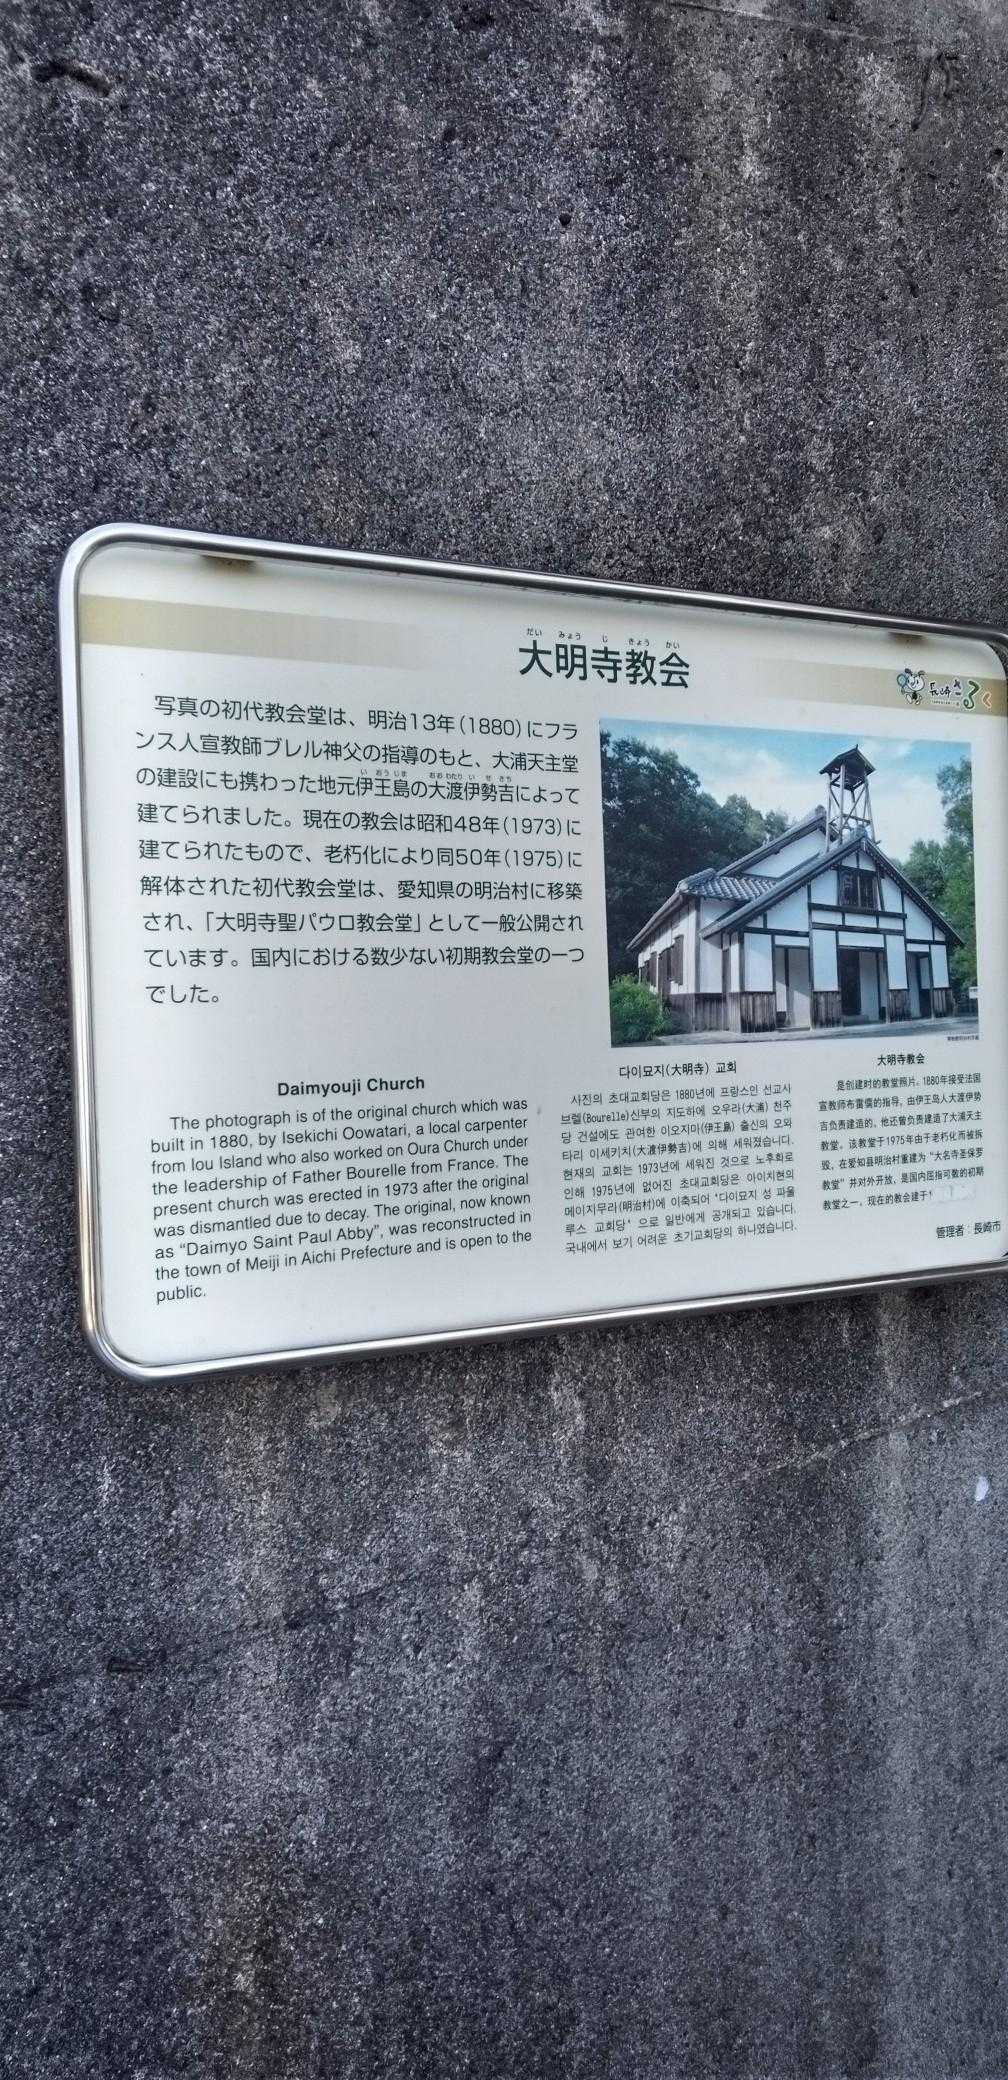 だい みょう じ きょう かい
大明寺教会
長崎さるく
写真の初代教会堂は、明治13年(1880)にフラ
ンス人宣教師ブレル神父の指導のもと、大浦天主堂
い おう じま おお わたり い せ きち
の建設にも携わった地元伊王島の大渡伊勢吉によって
建てられました。現在の教会は昭和48年(1973)に
建てられたもので、老朽化により同50年(1975)に
解体された初代教会堂は、愛知県の明治村に移築
され、「大明寺聖パウロ教会堂」として一般公開され
ています。国内における数少ない初期教会堂の一つ
でした。
Daimyouji Church
The photograph is of the original church which was
built in 1880, by Isekichi Oowatari, a local carpenter
from Iou Island who also worked on Oura Church under
the leadership of Father Bourelle from France. The
present church was erected in 1973 after the original
was dismantled due to decay. The original, now known
as “Daimyo Saint Paul Abby”, was reconstructed in
the town of Meiji in Aichi Prefecture and is open to the
public.
다이묘지(大明寺) 교회
사진의 초대교회당은 1880년에 프랑스인 선교사
브렐(Bourelle)신부의 지도하에 오우라(大浦) 천주
당 건설에도 관여한 이오지마(伊王島) 출신의 오와
타리 이세키치(大渡伊勢吉)에 의해 세워졌습니다.
현재의 교회는 1973년에 세워진 것으로 노후화로
인해 1975년에 없어진 초대교회당은 아이치현의
메이지무라(明治村)에 이축되어 '다이묘지 성 파울
루스 교회당' 으로 일반에게 공개되고 있습니다.
국내에서 보기 어려운 초기교회당의 하나였습니다.
大明寺教会
是创建时的教堂照片。1880年接受法国
宣教师布雷儒的指导，由伊王岛人大渡伊势
吉负责建造的，他还曾负责建造了大浦天主
教堂。该教堂于1975年由于老朽化而被拆
毁，在爱知县明治村重建为“大名寺圣保罗
教堂”并对外开放，是国内屈指可数的初期
教堂之一，现在的教会建于
管理者：長崎市